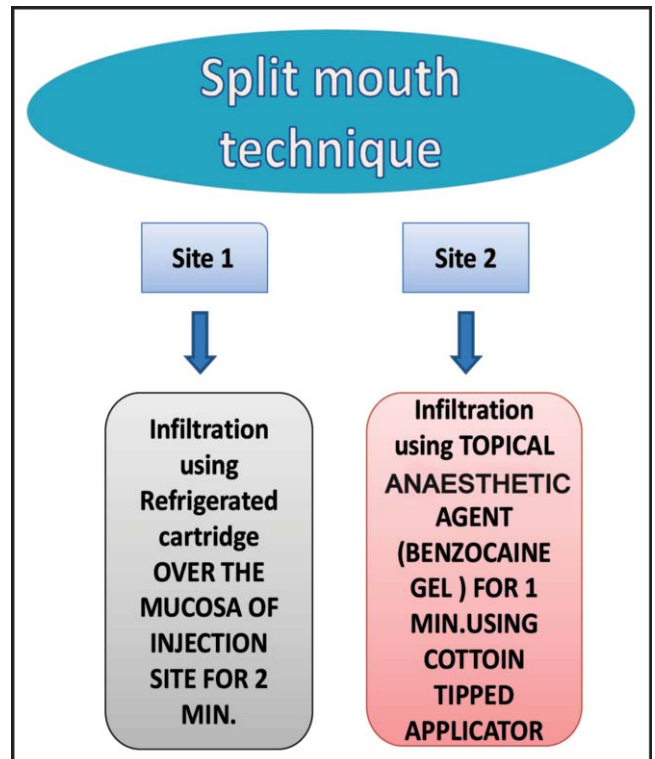 Split mouth
technique
Site 1
Site 2
Infiltration
using
Refrigerated
cartridge
OVER THE
MUCOSA OF
INJECTION
SITE FOR 2
MIN.
Infiltration
using TOPICAL
ANAESTHETIC
AGENT
(BENZOCAINE
GEL ) FOR 1
MIN.USING
COTTOIN
TIPPED
APPLICATOR